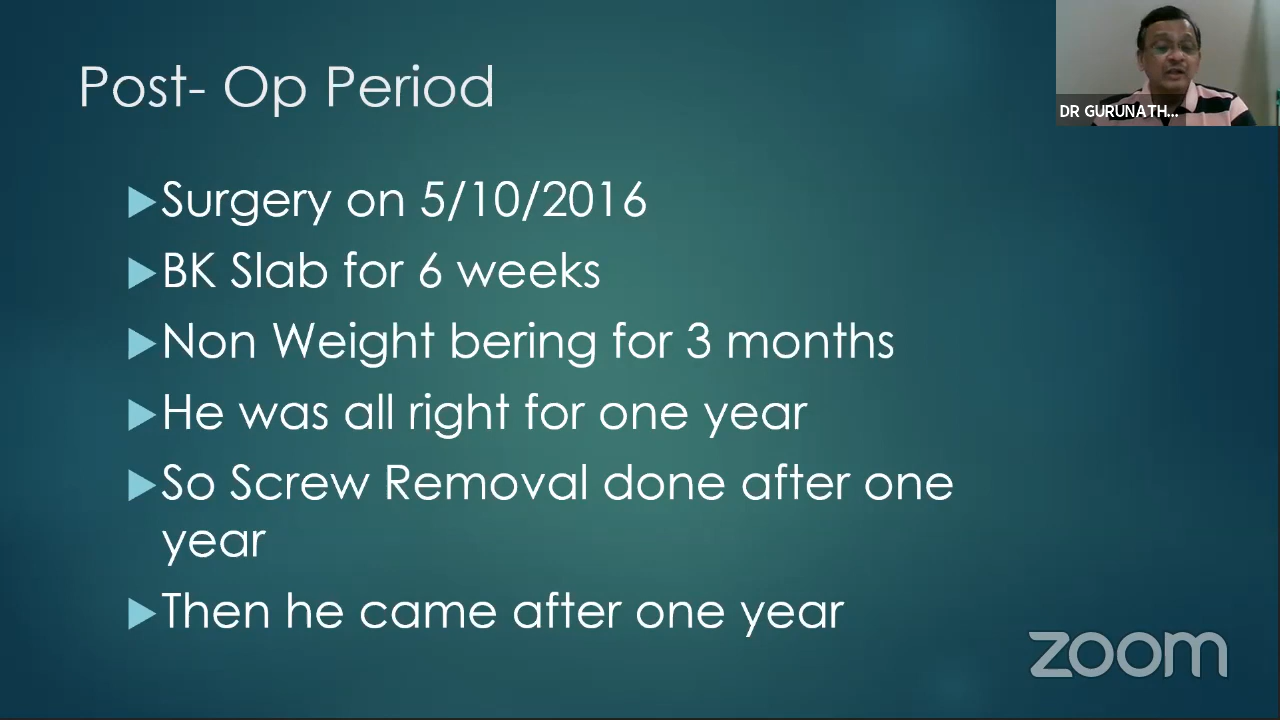 Post- Op Period
DR GURUNATH...
Surgery on 5/10/2016
BK Slab for 6 weeks
Non Weight bering for 3 months
He was all right for one year
So Screw Removal done after one
year
Then he came after one year
zoom